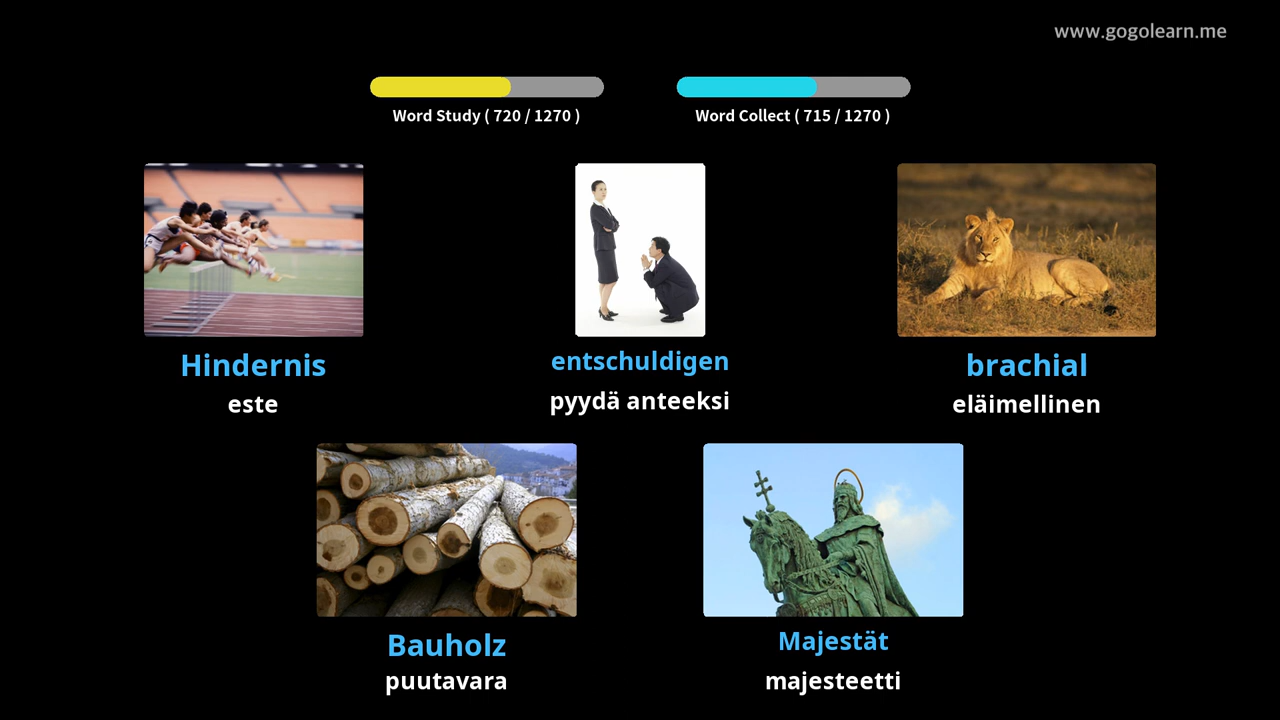 www.gogolearn.me
Word Study ( 720 / 1270 )
Word Collect ( 715 / 1270 )
Hindernis
este
entschuldigen
pyydä anteeksi
brachial
eläimellinen
Bauholz
puutavara
Majestät
majesteetti